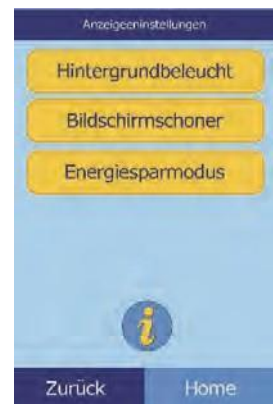 Anzeigeeinstellungen
Hintergrundbeleucht
Bildschirmschoner
Energiesparmodus
i
Zurück
Home